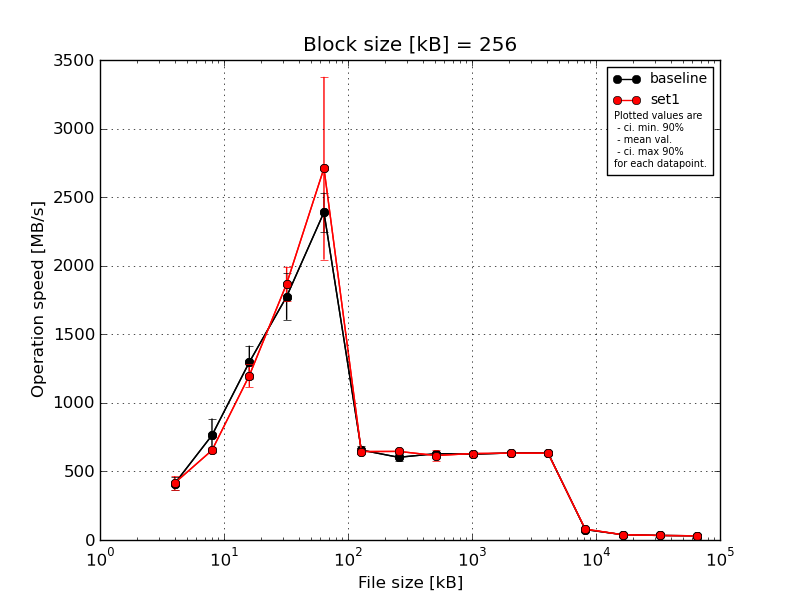 Block size [kB] = 256
3500
3000
2500
2000
1500
1000
500
0
Operation speed [MB/s]
baseline
set1
Plotted values are
- ci. min. 90%
- mean val.
- ci. max 90%
for each datapoint.
10⁰ 10¹ 10² 10³ 10⁴ 10⁵
File size [kB]